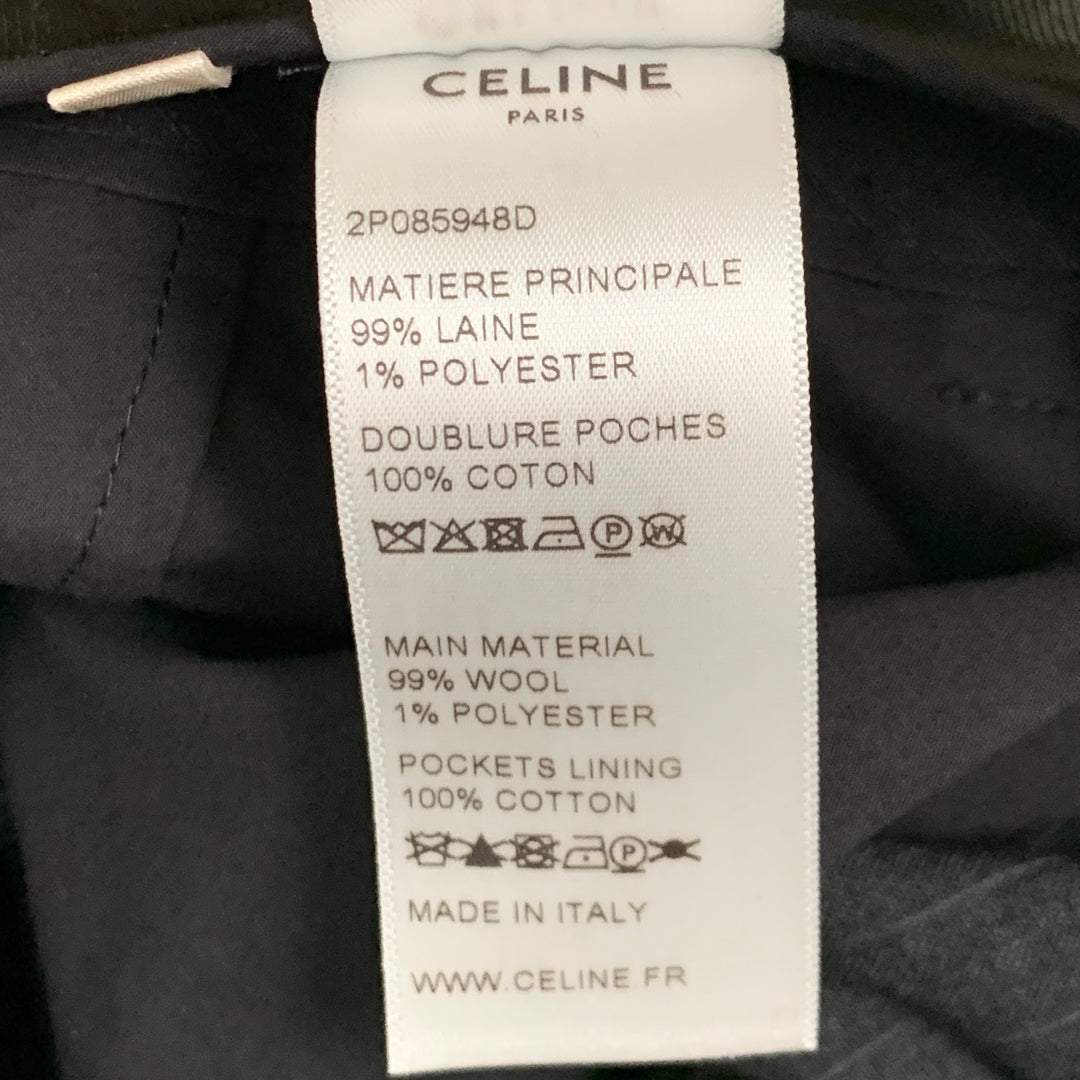 CELINE
PARIS
2P085948D
MATIERE PRINCIPALE
99% LAINE
1% POLYESTER
DOUBLURE POCHES
100% COTON
P W
MAIN MATERIAL
99% WOOL
1% POLYESTER
POCKETS LINING
100% COTTON
P
MADE IN ITALY
WWW.CELINE.FR